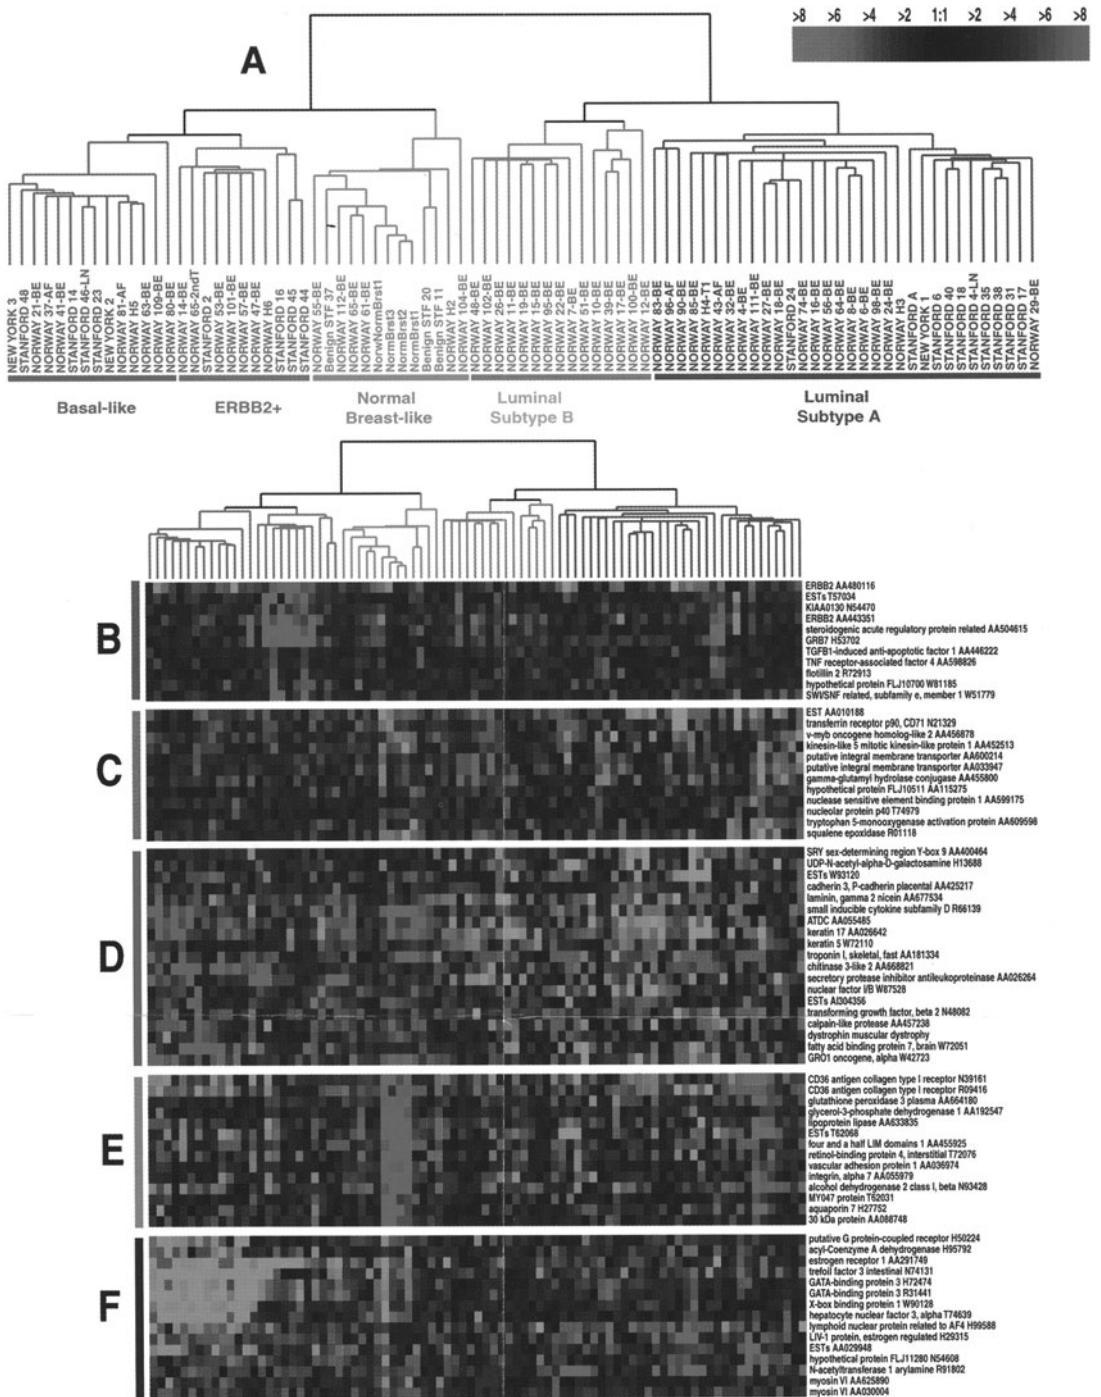 >8 >6 >4 >2 1:1 >2 >4 >6 >8
A
NEW YORK 3
STANFORD 48
NORWAY 21-BE
NORWAY 37-AF
NORWAY 41-BE
STANFORD 14
STANFORD 46-LN
STANFORD 23
NEW YORK 2
NORWAY 81-AF
NORWAY H5
NORWAY 63-BE
NORWAY 109-BE
NORWAY 80-BE
NORWAY 14-BE
NORWAY 65-2ndT
STANFORD 2
NORWAY 53-BE
NORWAY 101-BE
NORWAY 57-BE
NORWAY 47-BE
NORWAY H6
STANFORD 16
STANFORD 45
STANFORD 44
NORWAY 55-BE
Benign STF 37
NORWAY 112-BE
NORWAY 65-BE
NORWAY 61-BE
NorwNormlBrst1
NormBrst3
NormBrst2
NormBrst1
Benign STF 20
Benign STF 11
NORWAY H2
NORWAY 104-BE
NORWAY 48-BE
NORWAY 102-BE
NORWAY 26-BE
NORWAY 11-BE
NORWAY 19-BE
NORWAY 15-BE
NORWAY 95-BE
NORWAY 22-BE
NORWAY 7-BE
NORWAY 51-BE
NORWAY 10-BE
NORWAY 39-BE
NORWAY 17-BE
NORWAY 100-BE
NORWAY 12-BE
NORWAY 83-BE
NORWAY 96-AF
NORWAY 90-BE
NORWAY 85-BE
NORWAY H4-T1
NORWAY 43-AF
NORWAY 32-BE
NORWAY 4-BE
NORWAY 111-BE
NORWAY 27-BE
NORWAY 18-BE
STANFORD 24
NORWAY 74-BE
NORWAY 16-BE
NORWAY 56-BE
NORWAY 64-BE
NORWAY 8-BE
NORWAY 6-BE
NORWAY 98-BE
NORWAY 24-BE
NORWAY H3
STANFORD A
NEW YORK 1
STANFORD 6
STANFORD 40
STANFORD 18
STANFORD 4-LN
STANFORD 35
STANFORD 38
STANFORD 31
STANFORD 17
NORWAY 29-BE
Basal-like
ERBB2+
Normal
Breast-like
Luminal
Subtype B
Luminal
Subtype A
B
ERBB2 AA480116
ESTs T57034
KIAA0130 N54470
ERBB2 AA443351
steroidogenic acute regulatory protein related AA504615
GRB7 H53702
TGFB1-induced anti-apoptotic factor 1 AA446222
TNF receptor-associated factor 4 AA598826
flotillin 2 R72913
hypothetical protein FLJ10700 W81185
SWI/SNF related, subfamily e, member 1 W51779
C
EST AA010188
transferrin receptor p90, CD71 N21329
v-myb oncogene homolog-like 2 AA456878
kinesin-like 5 mitotic kinesin-like protein 1 AA452513
putative integral membrane transporter AA600214
putative integral membrane transporter AA033947
gamma-glutamyl hydrolase conjugase AA455800
hypothetical protein FLJ10511 AA115275
nuclease sensitive element binding protein 1 AA599175
nucleolar protein p40 T74979
tryptophan 5-monooxygenase activation protein AA609598
squalene epoxidase R01118
D
SRY sex-determining region Y-box 9 AA400464
UDP-N-acetyl-alpha-D-galactosamine H13688
ESTs W93120
cadherin 3, P-cadherin placental AA425217
laminin, gamma 2 nicein AA677534
small inducible cytokine subfamily D R66139
ATDC AA055485
keratin 17 AA026642
keratin 5 W72110
troponin I, skeletal, fast AA181334
chitinase 3-like 2 AA668821
secretory protease inhibitor antileukoproteinase AA026264
nuclear factor I/B W87528
ESTs AI304356
transforming growth factor, beta 2 N48082
calpain-like protease AA457238
dystrophin muscular dystrophy
fatty acid binding protein 7, brain W72051
GRO1 oncogene, alpha W42723
E
CD36 antigen collagen type I receptor N39161
CD36 antigen collagen type I receptor R09416
glutathione peroxidase 3 plasma AA664180
glycerol-3-phosphate dehydrogenase 1 AA192547
lipoprotein lipase AA633835
ESTs T62068
four and a half LIM domains 1 AA455925
retinol-binding protein 4, interstitial T72076
vascular adhesion protein 1 AA036974
integrin, alpha 7 AA055979
alcohol dehydrogenase 2 class I, beta N93428
MY047 protein T62031
aquaporin 7 H27752
30 kDa protein AA088748
F
putative G protein-coupled receptor H50224
acyl-Coenzyme A dehydrogenase H95792
estrogen receptor 1 AA291749
trefoil factor 3 intestinal N74131
GATA-binding protein 3 H72474
GATA-binding protein 3 R31441
X-box binding protein 1 W90128
hepatocyte nuclear factor 3, alpha T74639
lymphoid nuclear protein related to AF4 H99588
LIV-1 protein, estrogen regulated H29315
ESTs AA029948
hypothetical protein FLJ11280 N54608
N-acetyltransferase 1 arylamine R91802
myosin VI AA625890
myosin VI AA030004